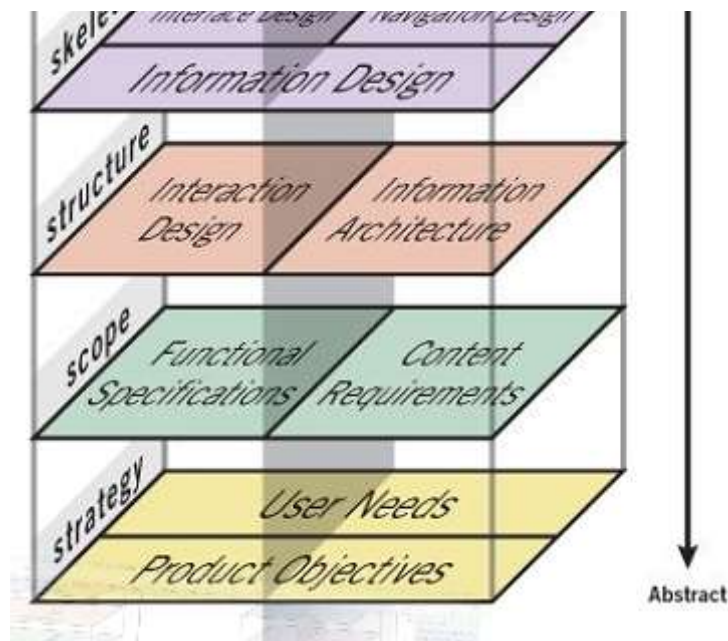 Interface Design
Navigation Design
skele
Information Design
structure
Interaction
Design
Information
Architecture
scope
Functional
Specifications
Content
Requirements
strategy
User Needs
Product Objectives
Abstract